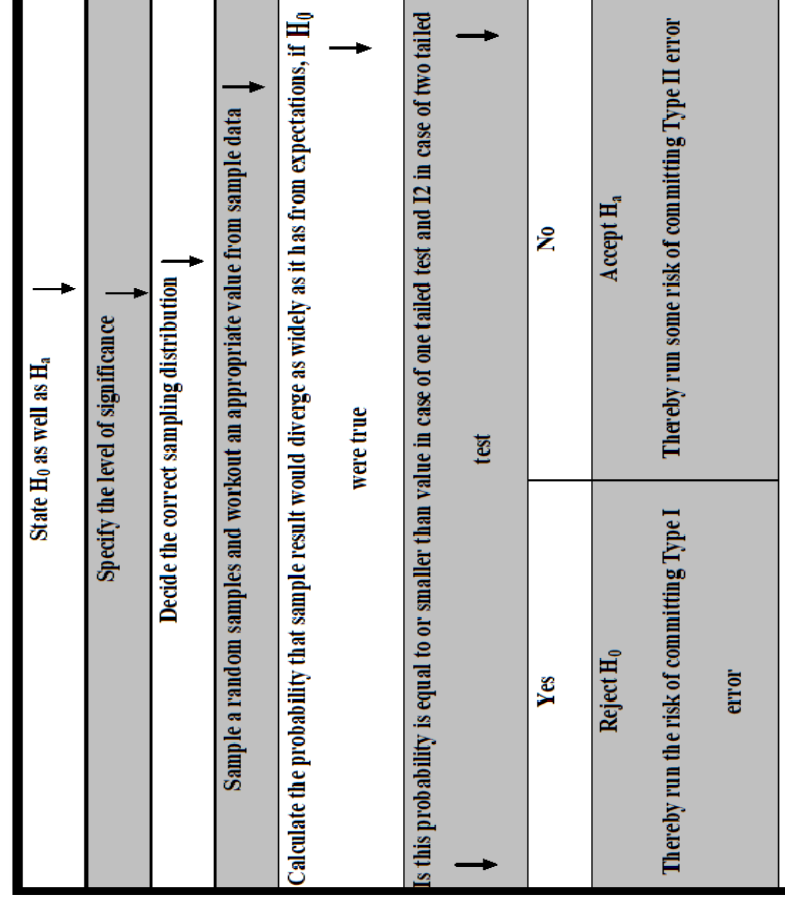 State H₀ as well as Hₐ
Specify the level of significance
Decide the correct sampling distribution
Sample a random samples and workout an appropriate value from sample data
Calculate the probability that sample result would diverge as widely as it has from expectations, if H₀
were true
Is this probability is equal to or smaller than value in case of one tailed test and I2 in case of two tailed
test
Yes
No
Reject H₀
Thereby run the risk of committing Type I
error
Accept Hₐ
Thereby run some risk of committing Type II error